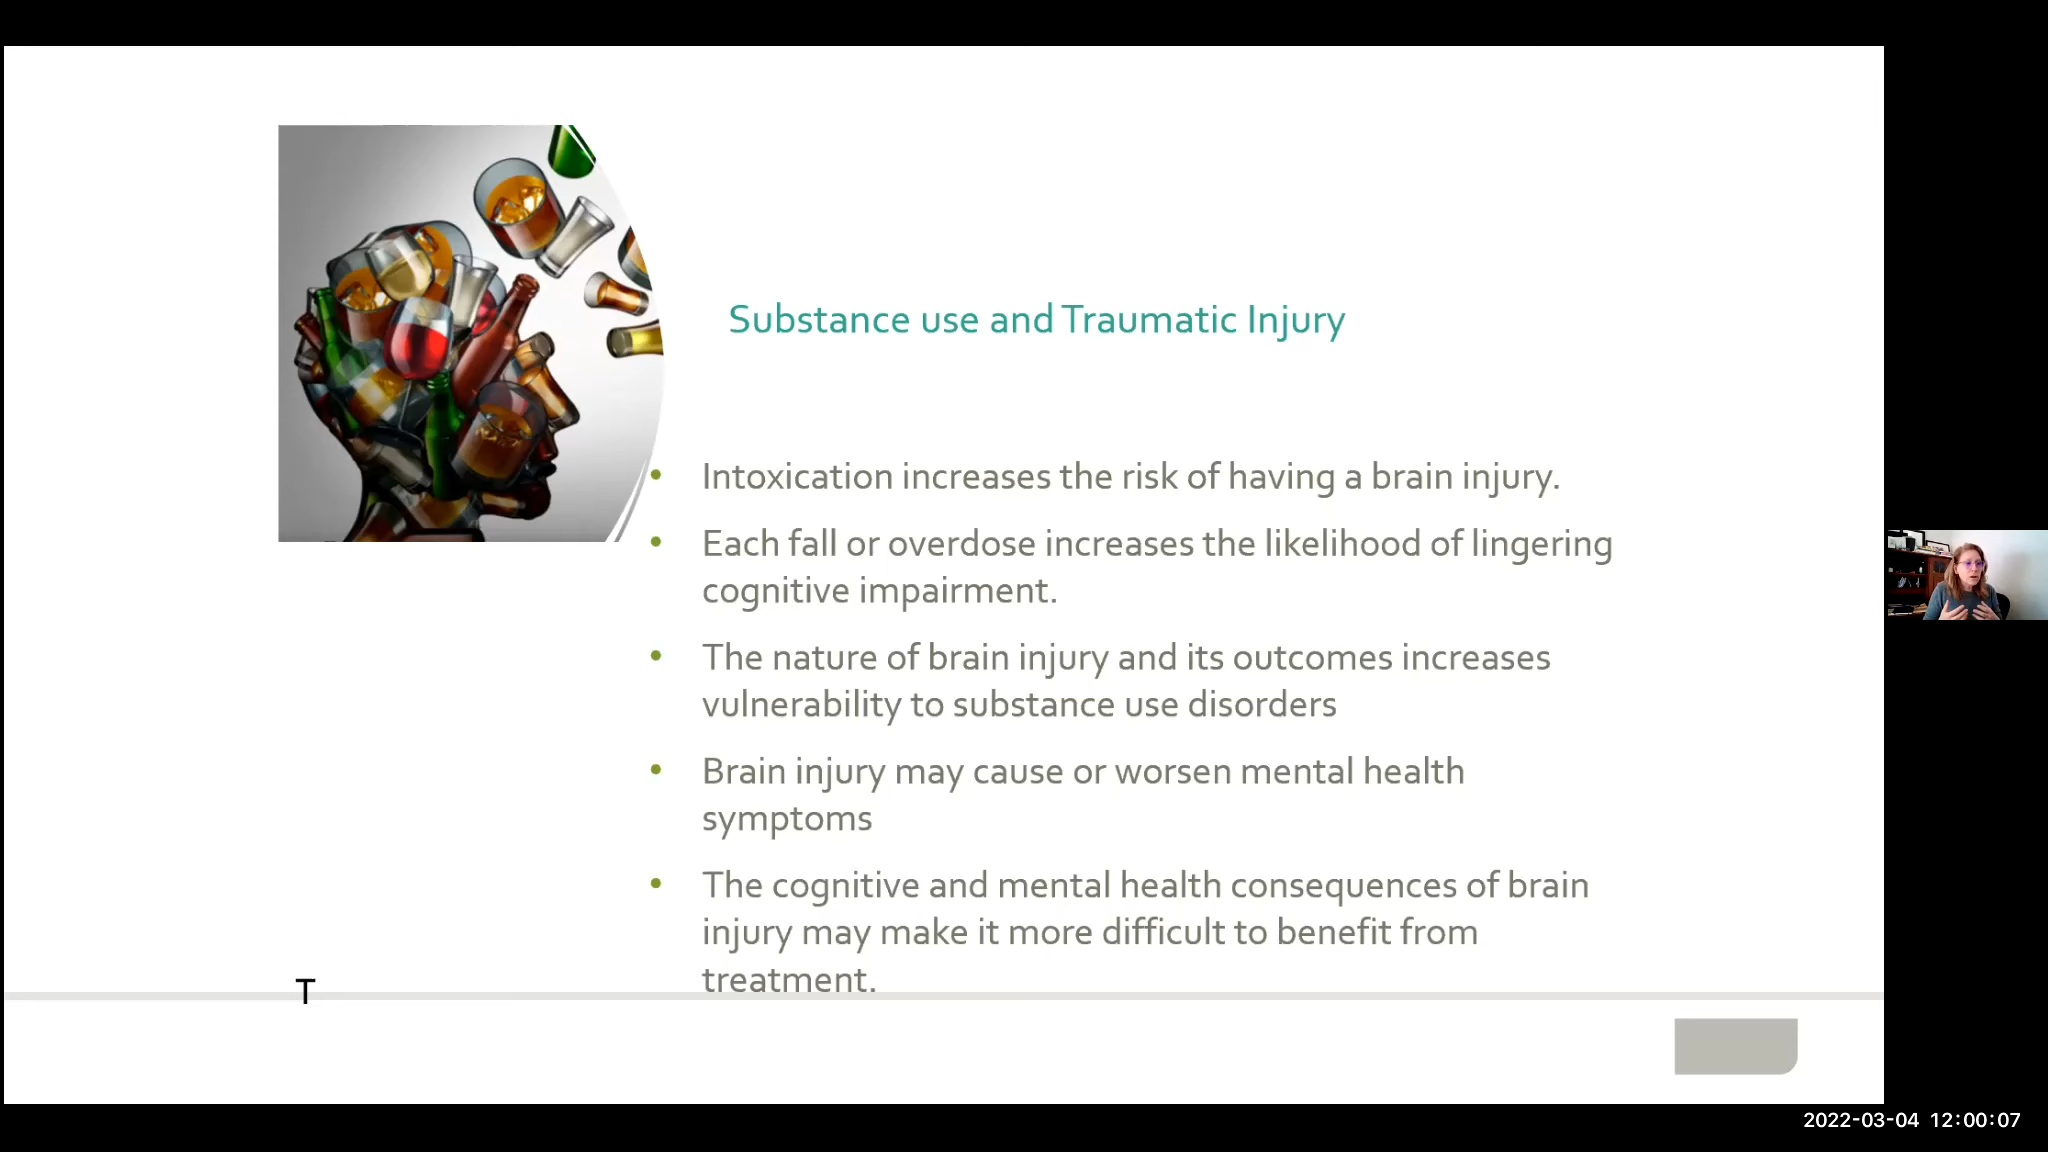 Substance use and Traumatic Injury
• Intoxication increases the risk of having a brain injury.
• Each fall or overdose increases the likelihood of lingering
cognitive impairment.
• The nature of brain injury and its outcomes increases
vulnerability to substance use disorders
• Brain injury may cause or worsen mental health
symptoms
• The cognitive and mental health consequences of brain
injury may make it more difficult to benefit from
treatment.
T
2022-03-04 12:00:07